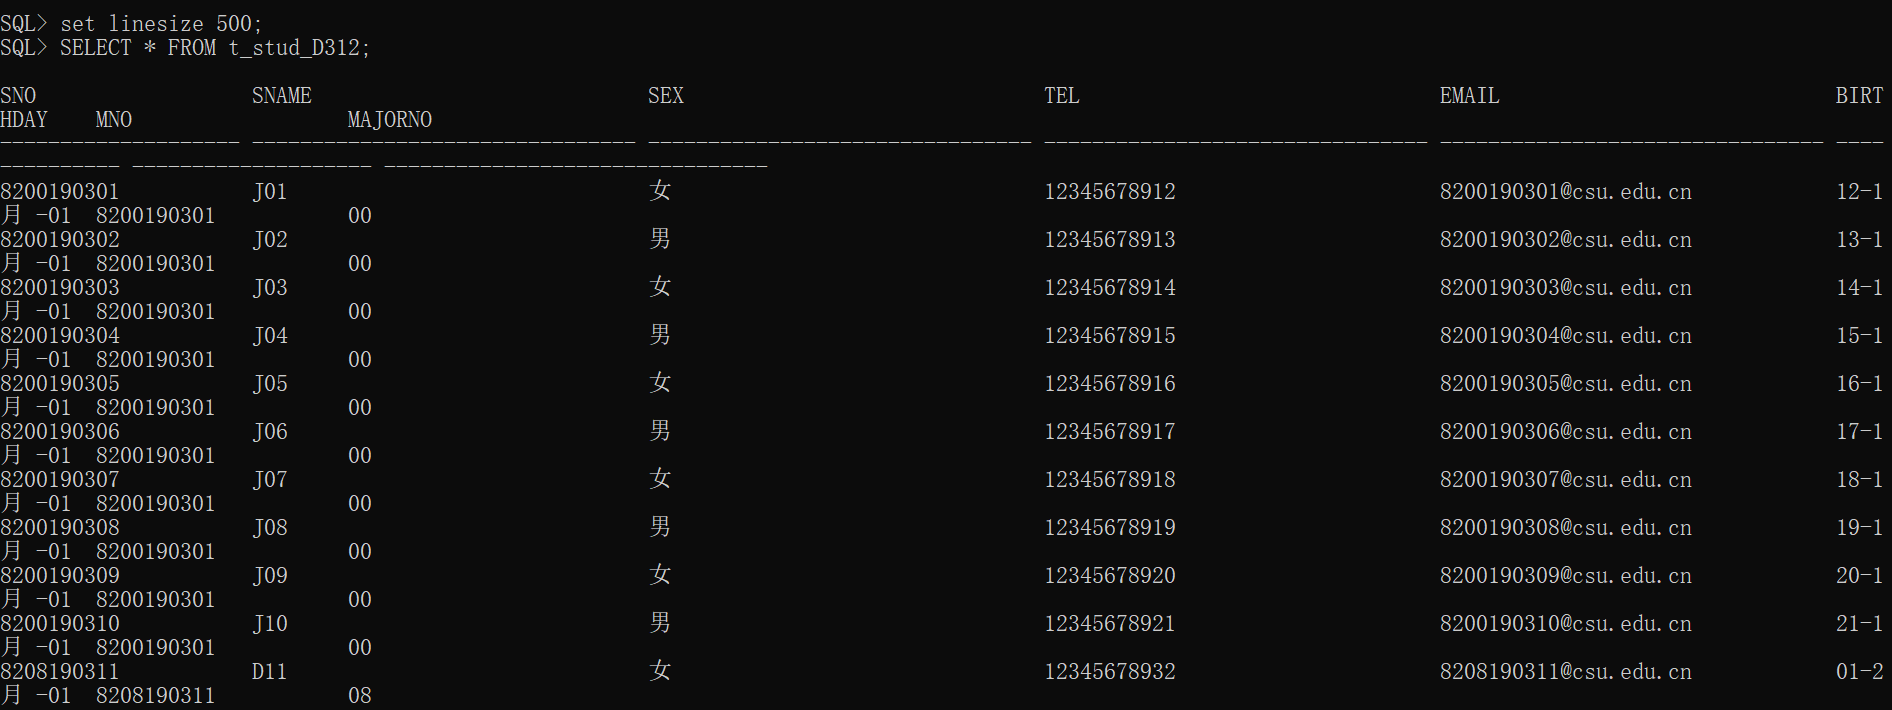 SQL> set linesize 500;
SQL> SELECT * FROM t_stud_D312;
SNO SNAME SEX TEL EMAIL BIRT
HDAY MNO MAJORNO
-------------------- -------------------------------- -------------------------------- -------------------------------- -------------------------------- ----
---------- -------------------- --------------------------------
8200190301 J01 女 12345678912 8200190301@csu.edu.cn 12-1
月 -01 8200190301 00
8200190302 J02 男 12345678913 8200190302@csu.edu.cn 13-1
月 -01 8200190301 00
8200190303 J03 女 12345678914 8200190303@csu.edu.cn 14-1
月 -01 8200190301 00
8200190304 J04 男 12345678915 8200190304@csu.edu.cn 15-1
月 -01 8200190301 00
8200190305 J05 女 12345678916 8200190305@csu.edu.cn 16-1
月 -01 8200190301 00
8200190306 J06 男 12345678917 8200190306@csu.edu.cn 17-1
月 -01 8200190301 00
8200190307 J07 女 12345678918 8200190307@csu.edu.cn 18-1
月 -01 8200190301 00
8200190308 J08 男 12345678919 8200190308@csu.edu.cn 19-1
月 -01 8200190301 00
8200190309 J09 女 12345678920 8200190309@csu.edu.cn 20-1
月 -01 8200190301 00
8200190310 J10 男 12345678921 8200190310@csu.edu.cn 21-1
月 -01 8200190301 00
8208190311 D11 女 12345678932 8208190311@csu.edu.cn 01-2
月 -01 8208190311 08